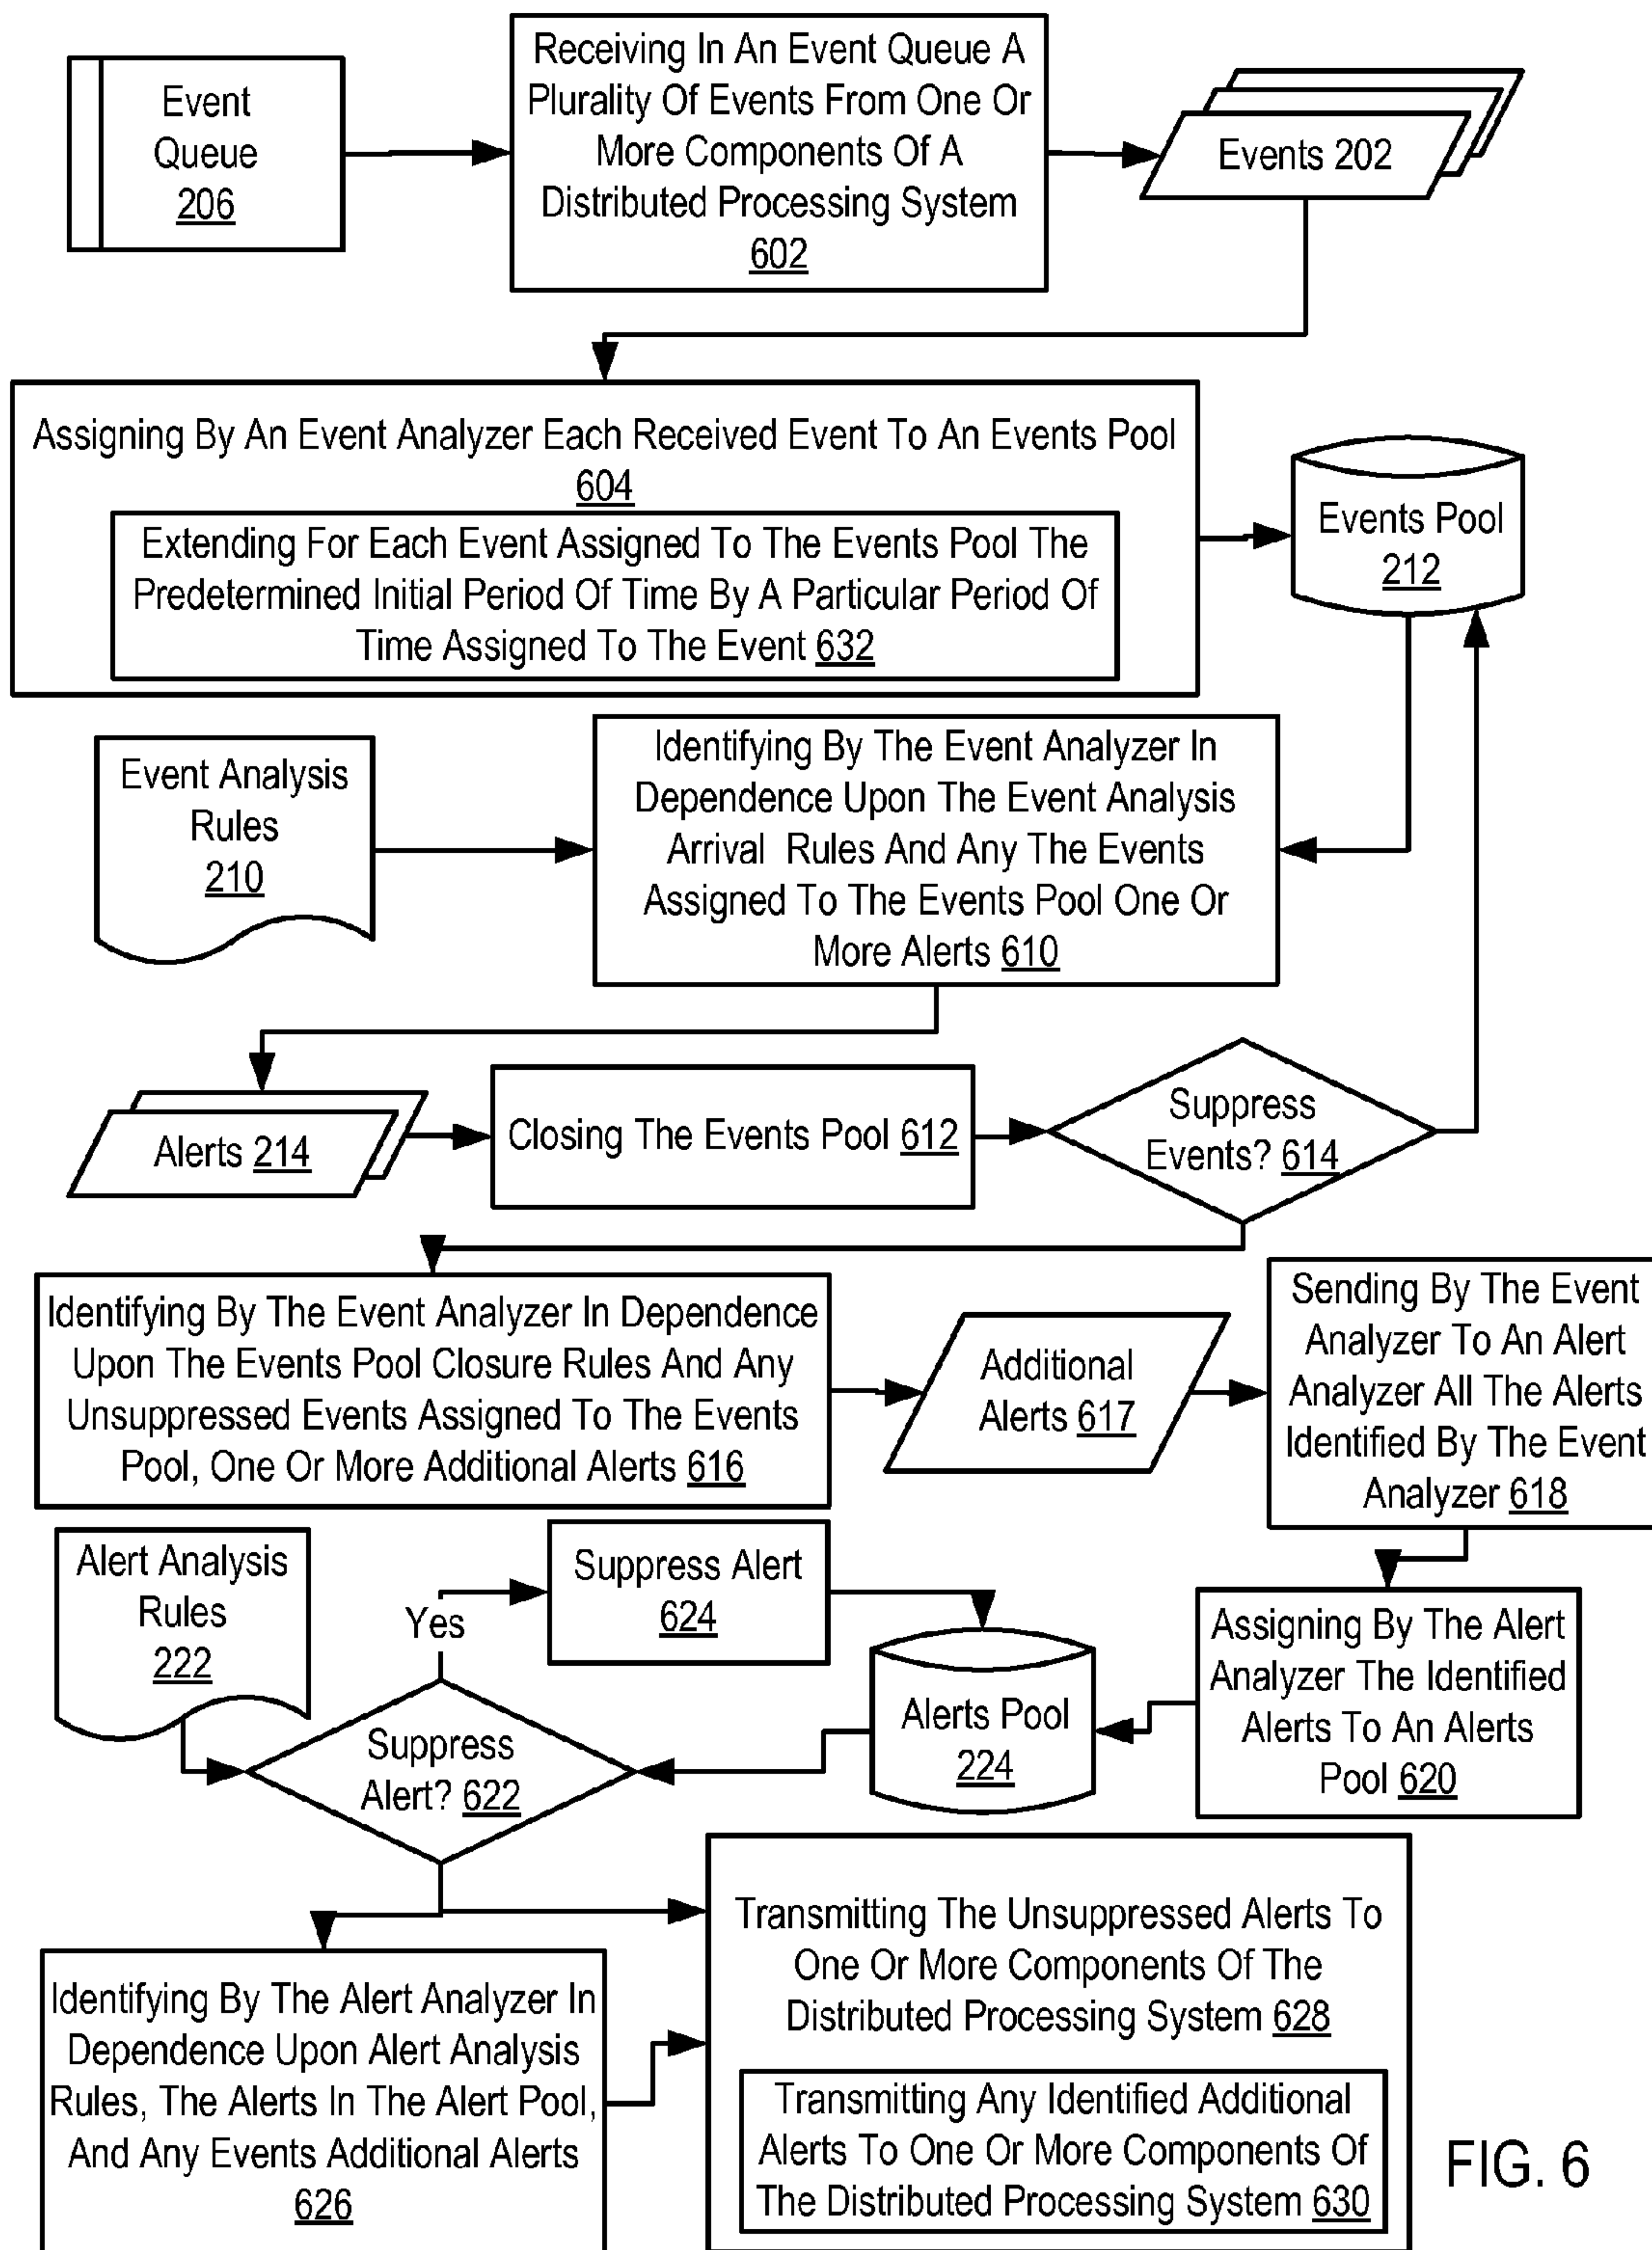 Event
Queue
206
Receiving In An Event Queue A
Plurality Of Events From One Or
More Components Of A
Distributed Processing System
602
Events 202
Assigning By An Event Analyzer Each Received Event To An Events Pool
604
Extending For Each Event Assigned To The Events Pool The
Predetermined Initial Period Of Time By A Particular Period Of
Time Assigned To The Event 632
Events Pool
212
Event Analysis
Rules
210
Identifying By The Event Analyzer In
Dependence Upon The Event Analysis
Arrival Rules And Any The Events
Assigned To The Events Pool One Or
More Alerts 610
Alerts 214
Closing The Events Pool 612
Suppress
Events? 614
Identifying By The Event Analyzer In Dependence
Upon The Events Pool Closure Rules And Any
Unsuppressed Events Assigned To The Events
Pool, One Or More Additional Alerts 616
Additional
Alerts 617
Sending By The Event
Analyzer To An Alert
Analyzer All The Alerts
Identified By The Event
Analyzer 618
Alert Analysis
Rules
222
Yes
Suppress Alert
624
Alerts Pool
224
Assigning By The Alert
Analyzer The Identified
Alerts To An Alerts
Pool 620
Suppress
Alert? 622
Identifying By The Alert Analyzer In
Dependence Upon Alert Analysis
Rules, The Alerts In The Alert Pool,
And Any Events Additional Alerts
626
Transmitting The Unsuppressed Alerts To
One Or More Components Of The
Distributed Processing System 628
Transmitting Any Identified Additional
Alerts To One Or More Components Of
The Distributed Processing System 630
FIG. 6